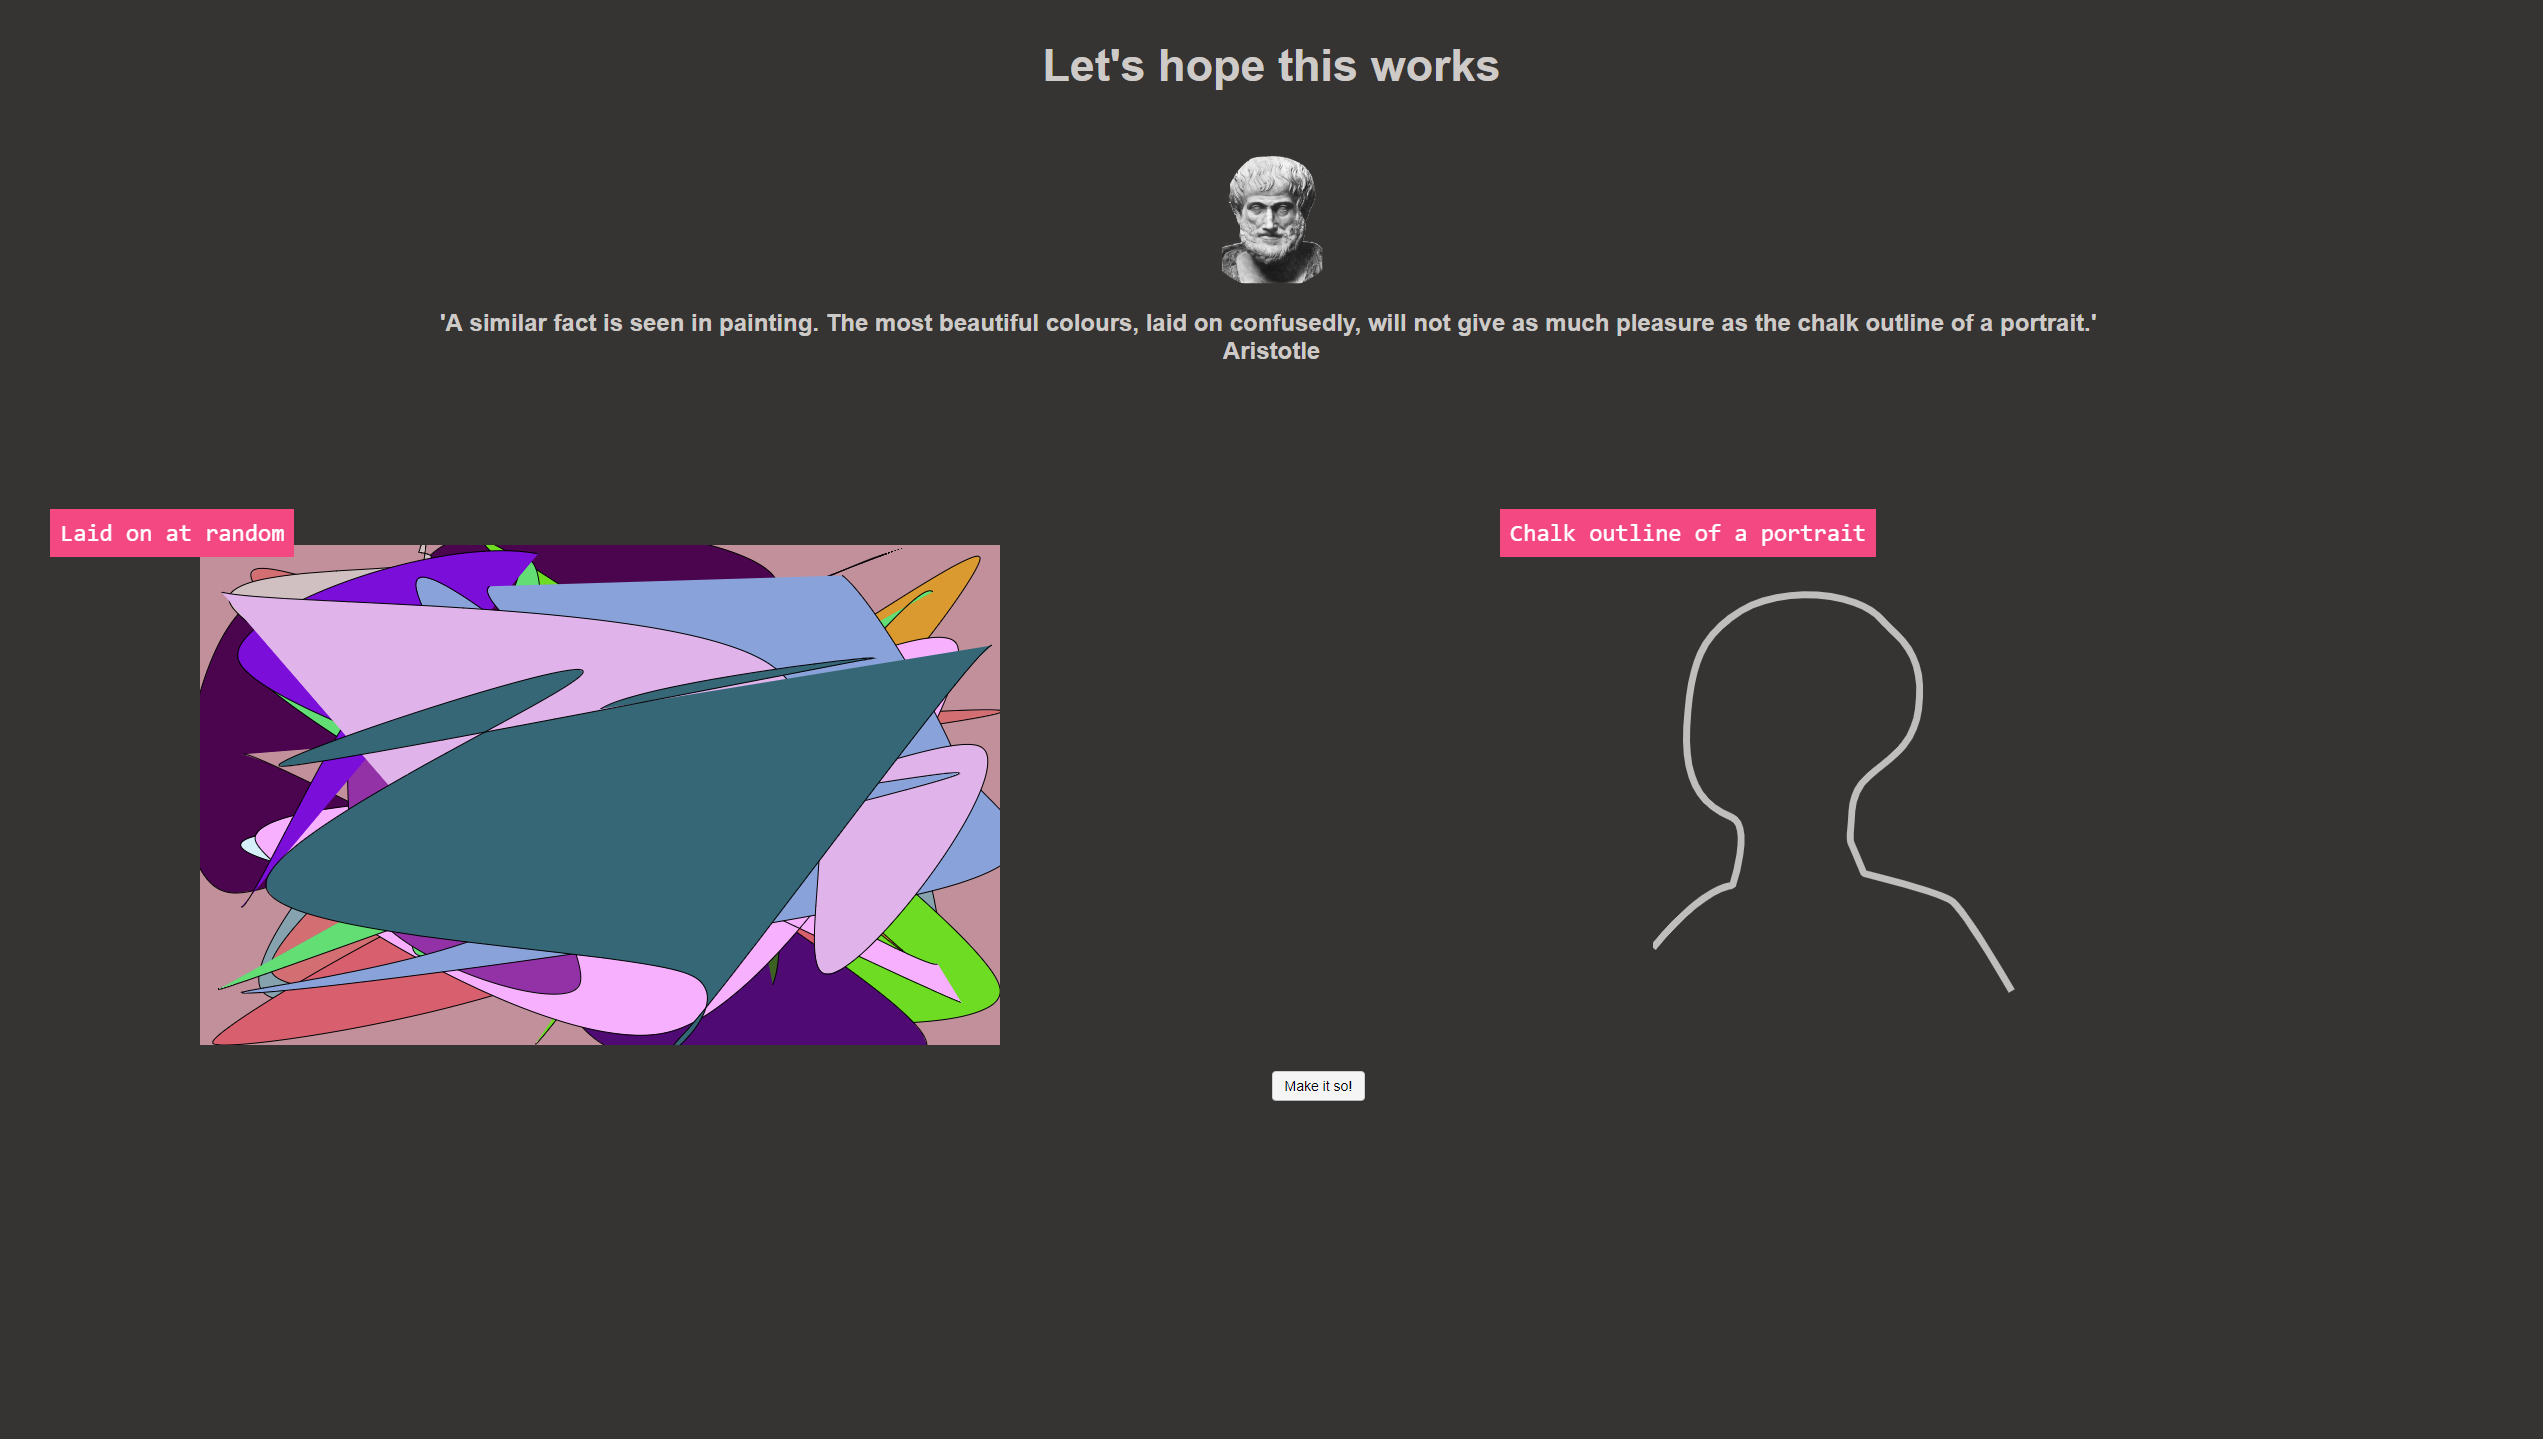 Let's hope this works
'A similar fact is seen in painting. The most beautiful colours, laid on confusedly, will not give as much pleasure as the chalk outline of a portrait.'
Aristotle
Laid on at random
Chalk outline of a portrait
Make it so!